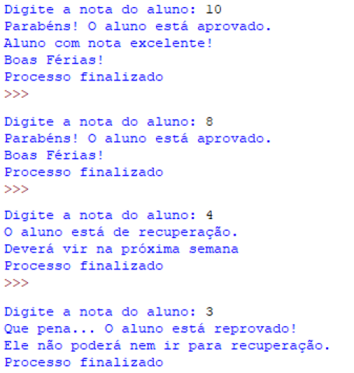 Digite a nota do aluno: 10
Parabéns! O aluno está aprovado.
Aluno com nota excelente!
Boas Férias!
Processo finalizado
>>>
Digite a nota do aluno: 8
Parabéns! O aluno está aprovado.
Boas Férias!
Processo finalizado
>>>
Digite a nota do aluno: 4
O aluno está de recuperação.
Deverá vir na próxima semana
Processo finalizado
>>>
Digite a nota do aluno: 3
Que pena... O aluno está reprovado!
Ele não poderá nem ir para recuperação.
Processo finalizado